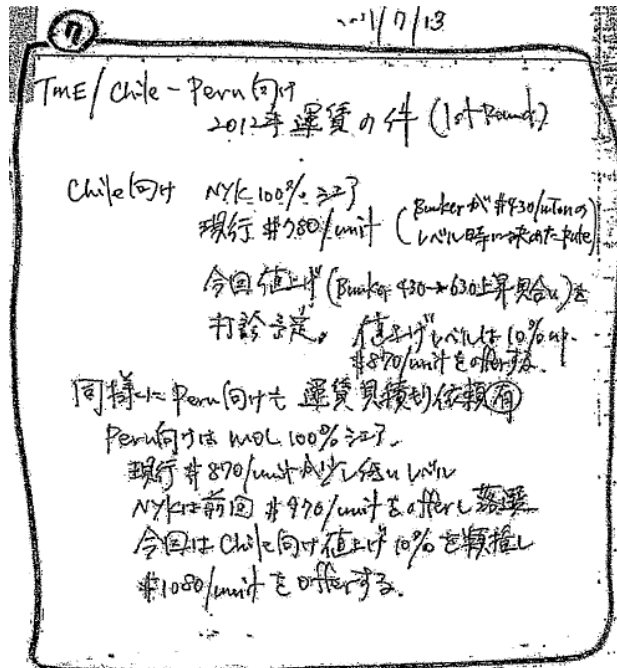 ⑦
11/7/13
TME/Chile-Peru向け
2012年運賃の件 (1st Round)
Chile向け NYK 100%シェア
現行 $780/unit (Bunkerが$430/MTonの
レベル時に決めたRate)
今回値上げ(Bunker 430→630上昇見合い)を
打診予定。 値上げレベルは10%up.
$870/unitをofferする.
同様にPeru向けも運賃見積り依頼有
Peru向けはMOL 100%シェア.
現行 $870/unitが少し低いレベル
NYKは前回 $970/unitをofferし落選
今回はChile向け値上げ10%を類推し
$1080/unitをofferする.